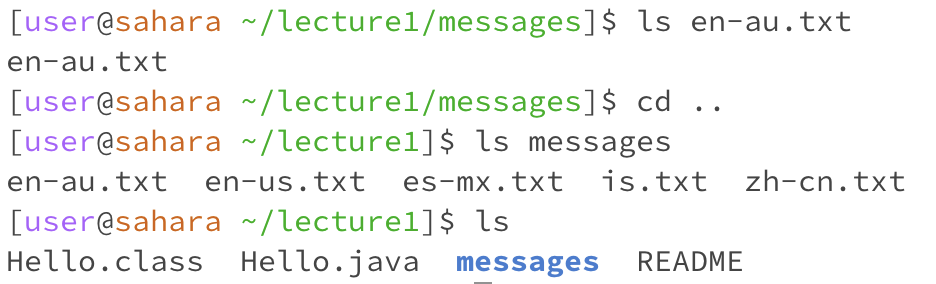 [user@sahara ~/lecture1/messages]$ ls en-au.txt
en-au.txt
[user@sahara ~/lecture1/messages]$ cd ..
[user@sahara ~/lecture1]$ ls messages
en-au.txt  en-us.txt  es-mx.txt  is.txt  zh-cn.txt
[user@sahara ~/lecture1]$ ls
Hello.class  Hello.java  messages  README